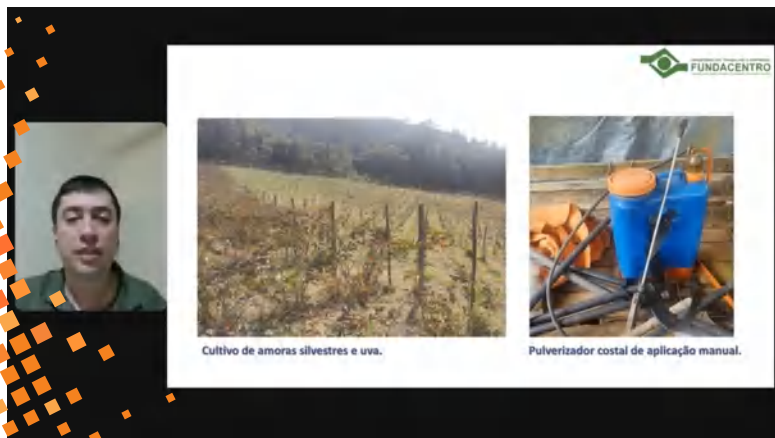 FUNDACENTRO
Cultivo de amoras silvestres e uva.
Pulverizador costal de aplicação manual.